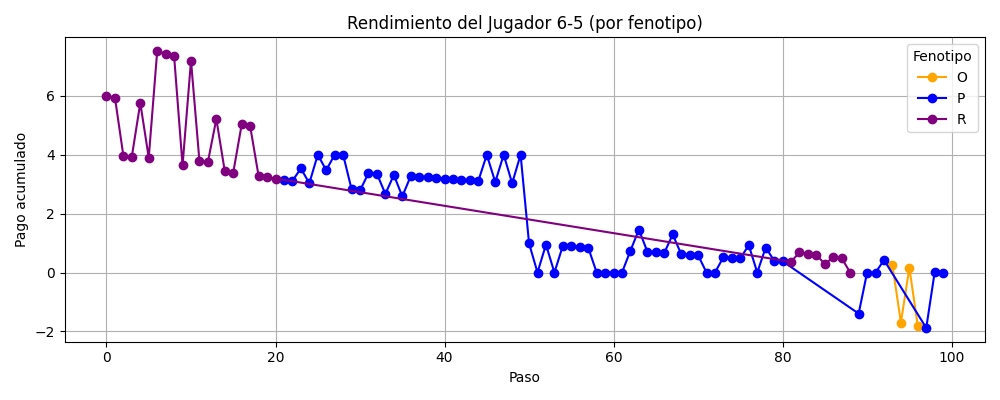 Rendimiento del Jugador 6-5 (por fenotipo)
Pago acumulado
6
4
2
0
−2
Fenotipo
O
P
R
0
20
40
60
80
100
Paso